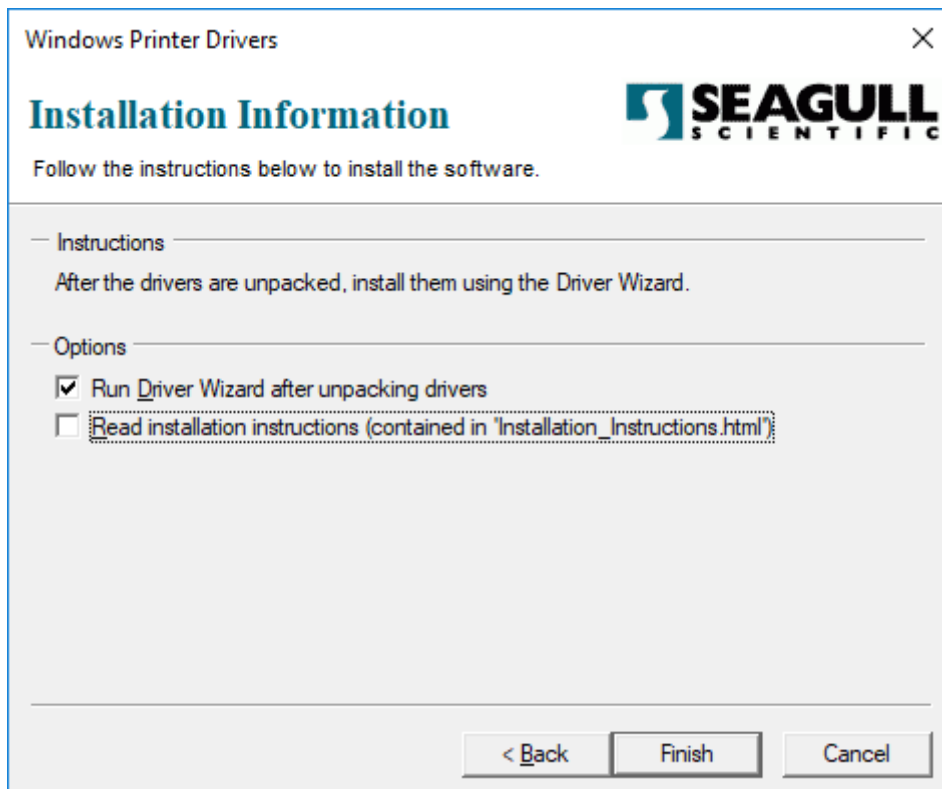 Windows Printer Drivers
Installation Information
SEAGULL
SCIENTIFIC
Follow the instructions below to install the software.
Instructions
After the drivers are unpacked, install them using the Driver Wizard.
Options
Run Driver Wizard after unpacking drivers
Read installation instructions (contained in "Installation_Instructions.html")
< Back
Finish
Cancel